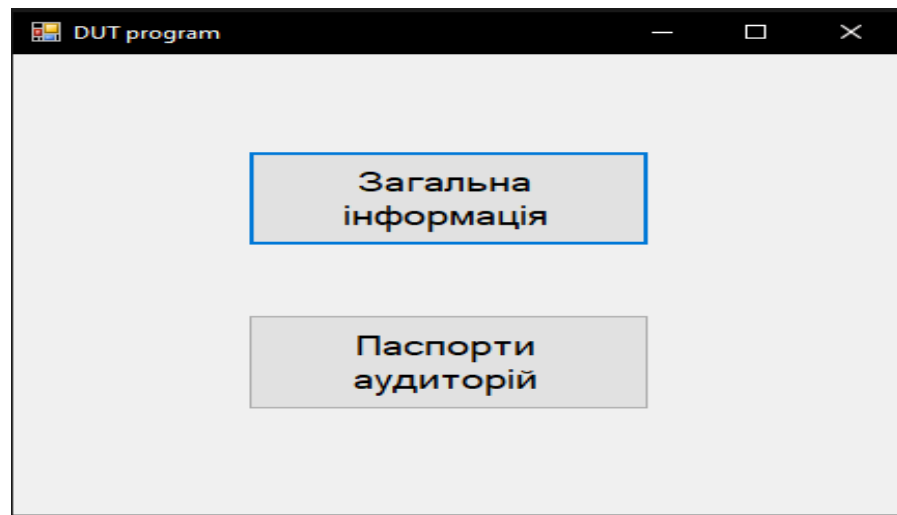 DUT program
Загальна
інформація
Паспорти
аудиторій